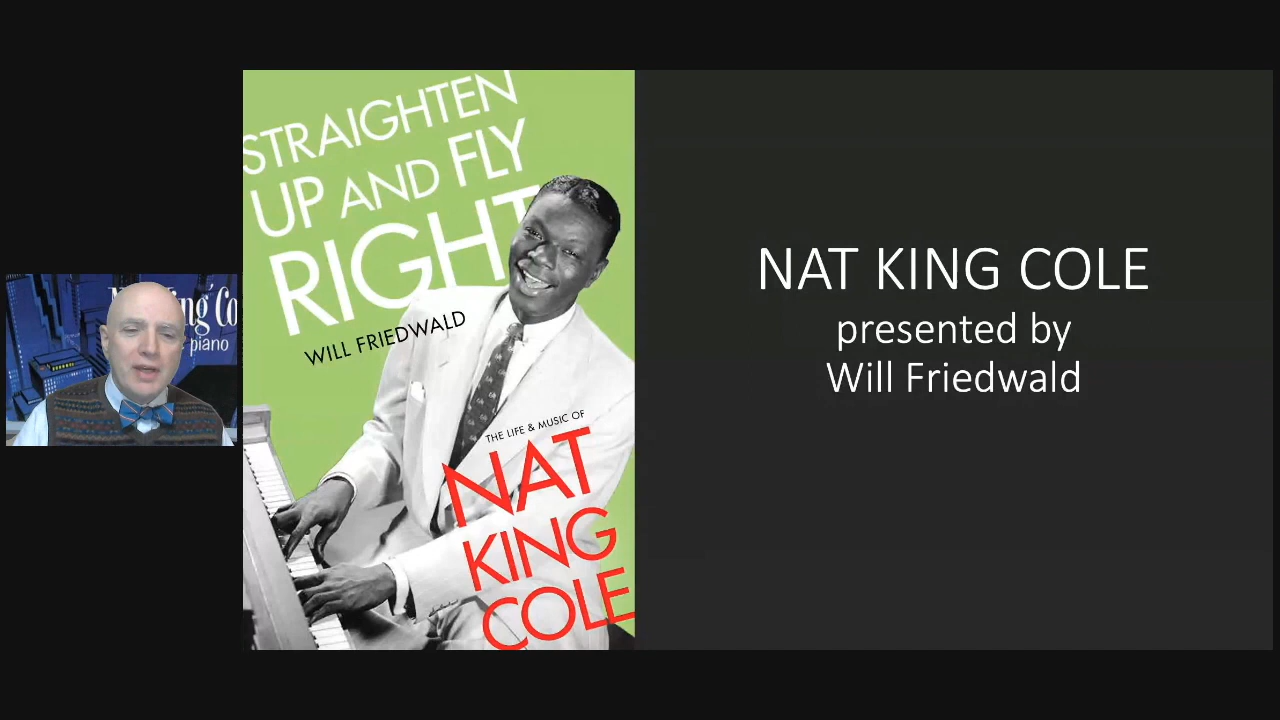 STRAIGHTEN
UP AND FLY
RIGHT
WILL FRIEDWALD
THE LIFE & MUSIC OF
NAT
KING
COLE
piano
NAT KING COLE
presented by
Will Friedwald